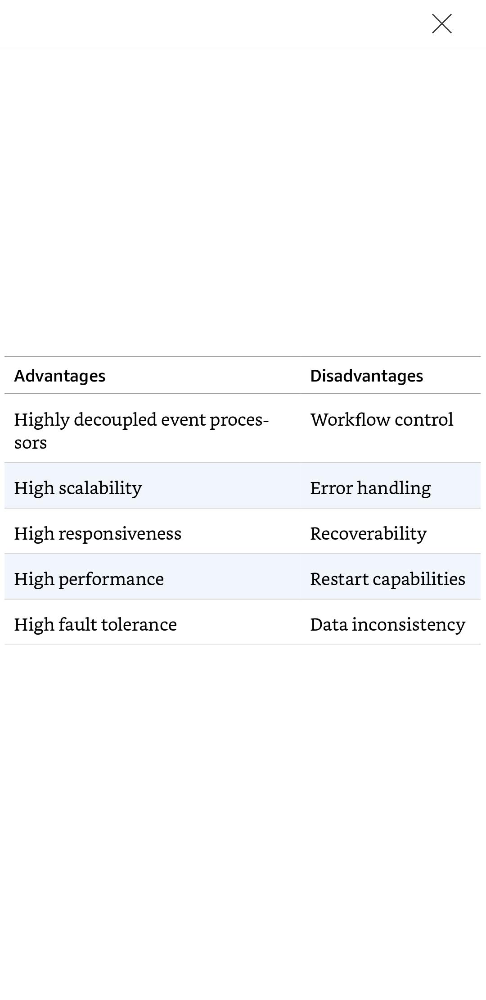 Advantages Disadvantages
Highly decoupled event proces- Workflow control
sors
High scalability Error handling
High responsiveness Recoverability
High performance Restart capabilities
High fault tolerance Data inconsistency